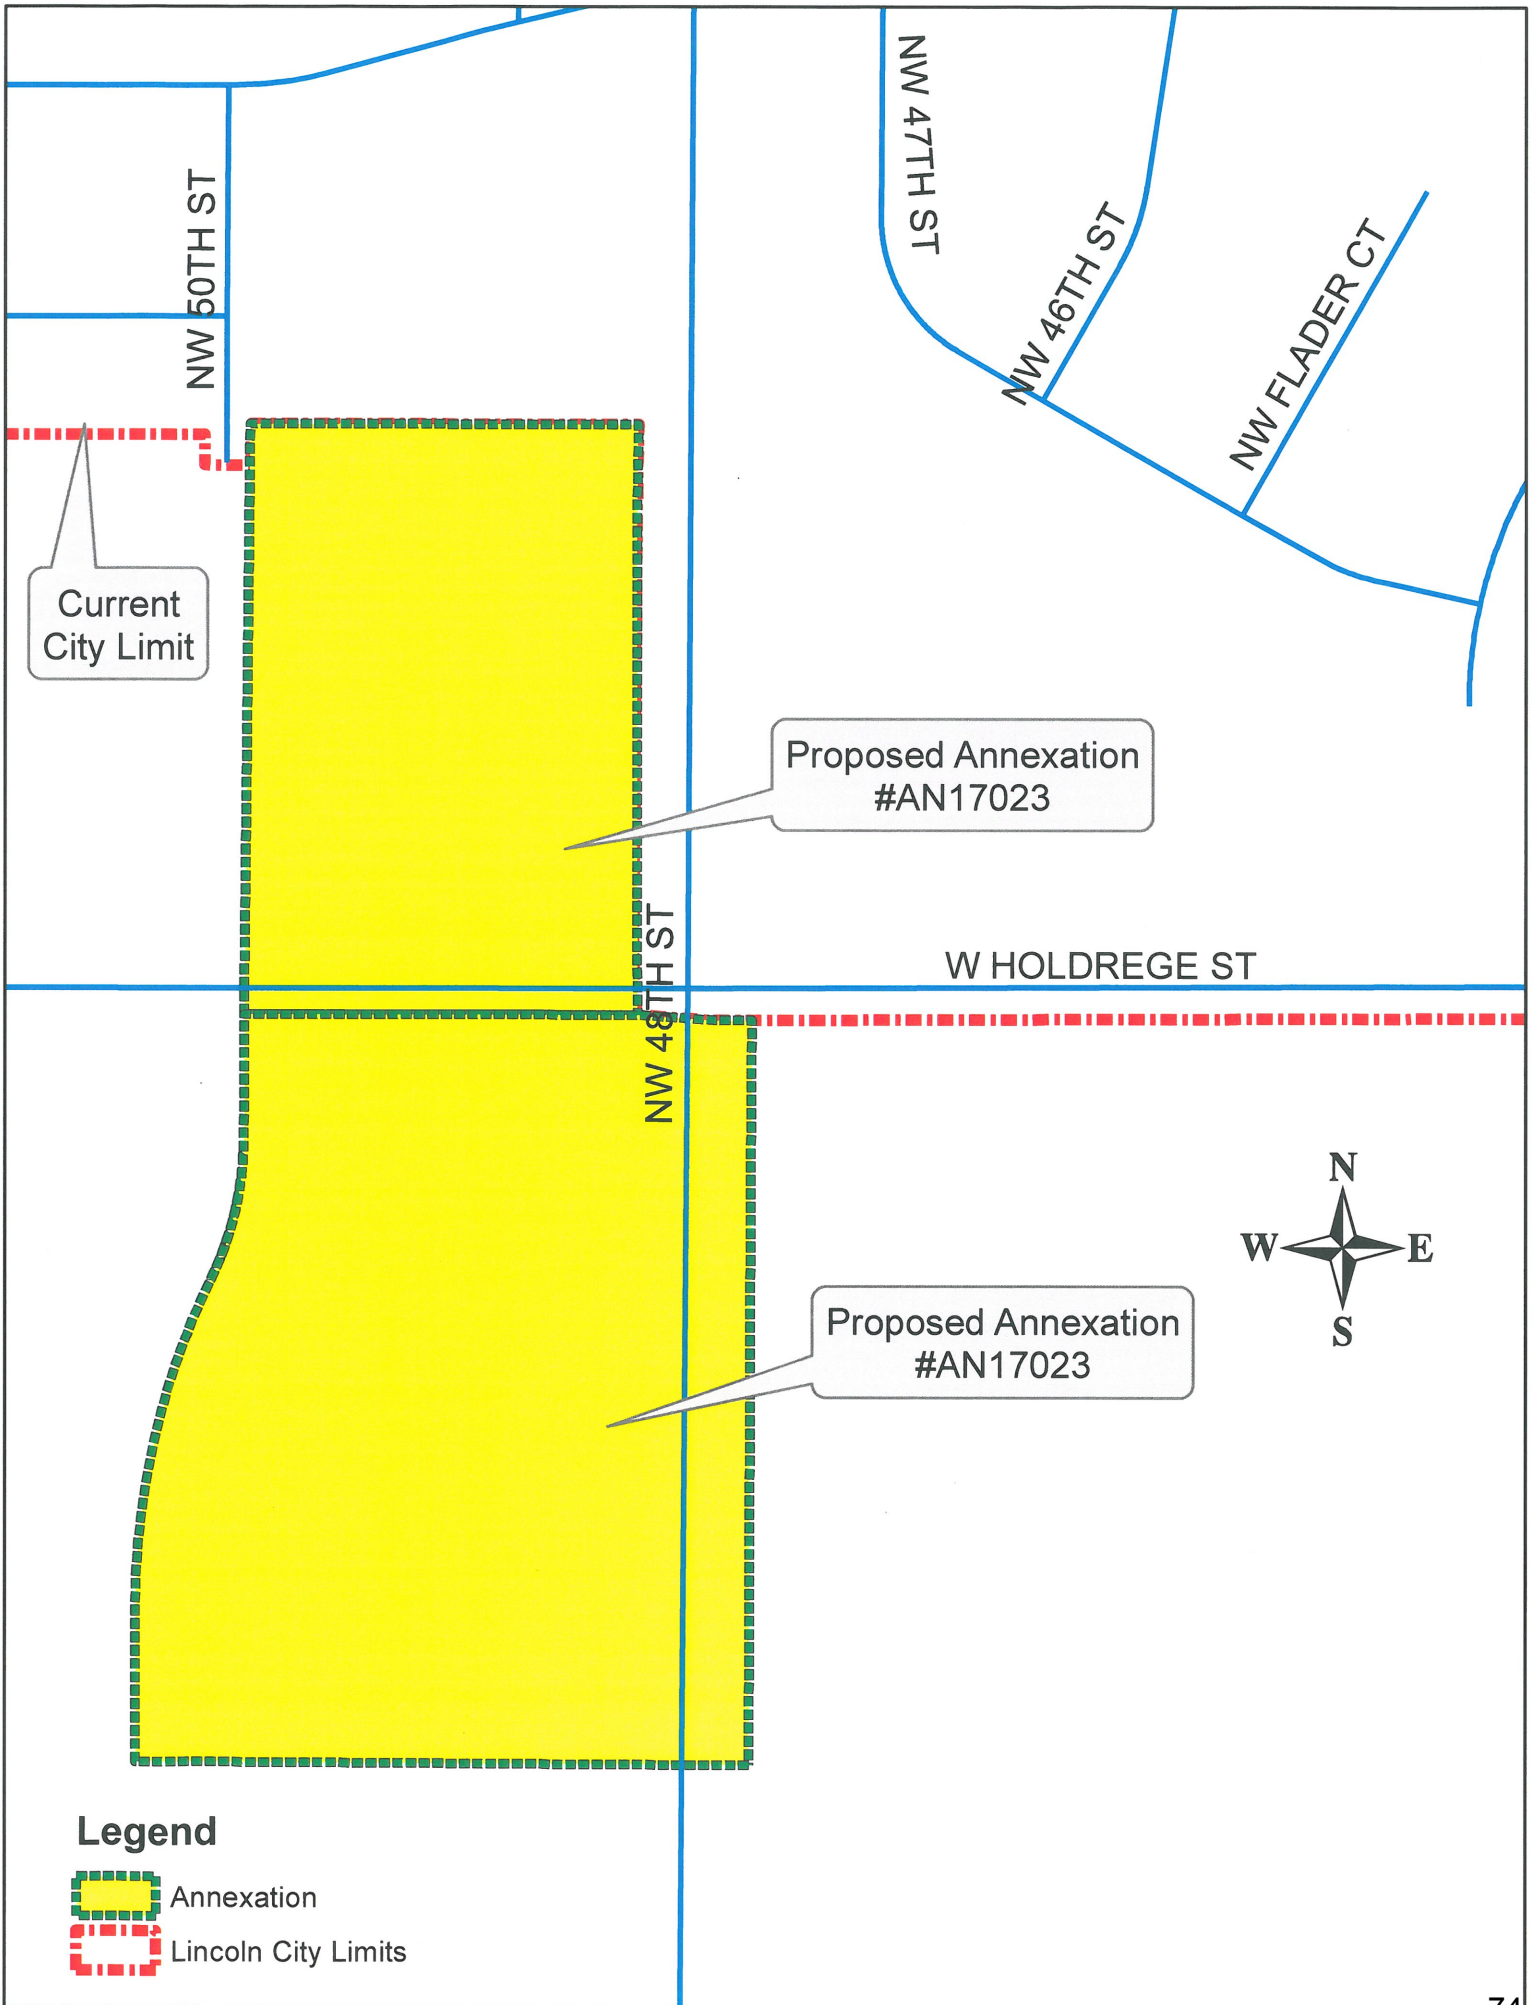 NW 47TH ST
NW 50TH ST
NW 46TH ST
NW FLADER CT
Current
City Limit
Proposed Annexation
#AN17023
NW 48TH ST
W HOLDREGE ST
N
W
E
S
Proposed Annexation
#AN17023
Legend
Annexation
Lincoln City Limits